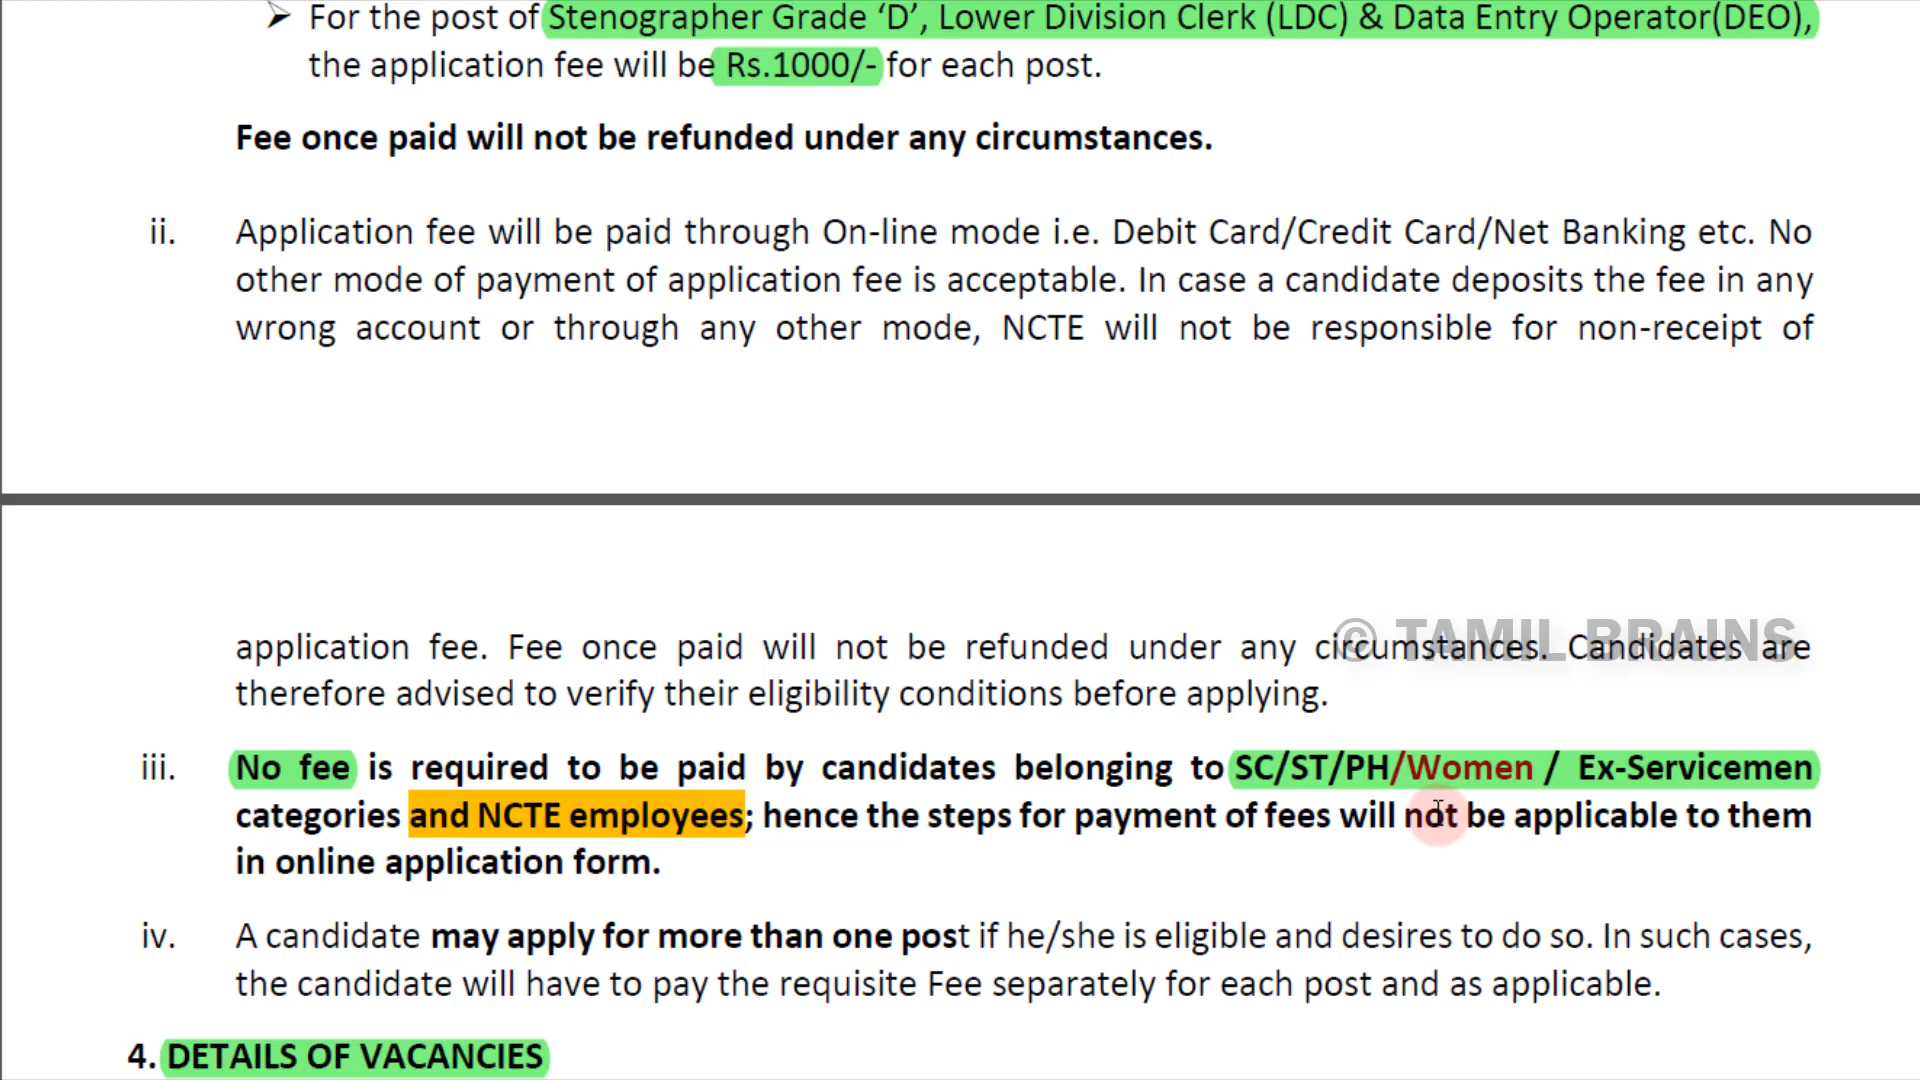 ➢ For the post of Stenographer Grade ‘D’, Lower Division Clerk (LDC) & Data Entry Operator(DEO),
the application fee will be Rs.1000/- for each post.
Fee once paid will not be refunded under any circumstances.
ii. Application fee will be paid through On-line mode i.e. Debit Card/Credit Card/Net Banking etc. No
other mode of payment of application fee is acceptable. In case a candidate deposits the fee in any
wrong account or through any other mode, NCTE will not be responsible for non-receipt of
© TAMIL BRAINS
application fee. Fee once paid will not be refunded under any circumstances. Candidates are
therefore advised to verify their eligibility conditions before applying.
iii. No fee is required to be paid by candidates belonging to SC/ST/PH/Women / Ex-Servicemen
categories and NCTE employees; hence the steps for payment of fees will not be applicable to them
in online application form.
iv. A candidate may apply for more than one post if he/she is eligible and desires to do so. In such cases,
the candidate will have to pay the requisite Fee separately for each post and as applicable.
4. DETAILS OF VACANCIES